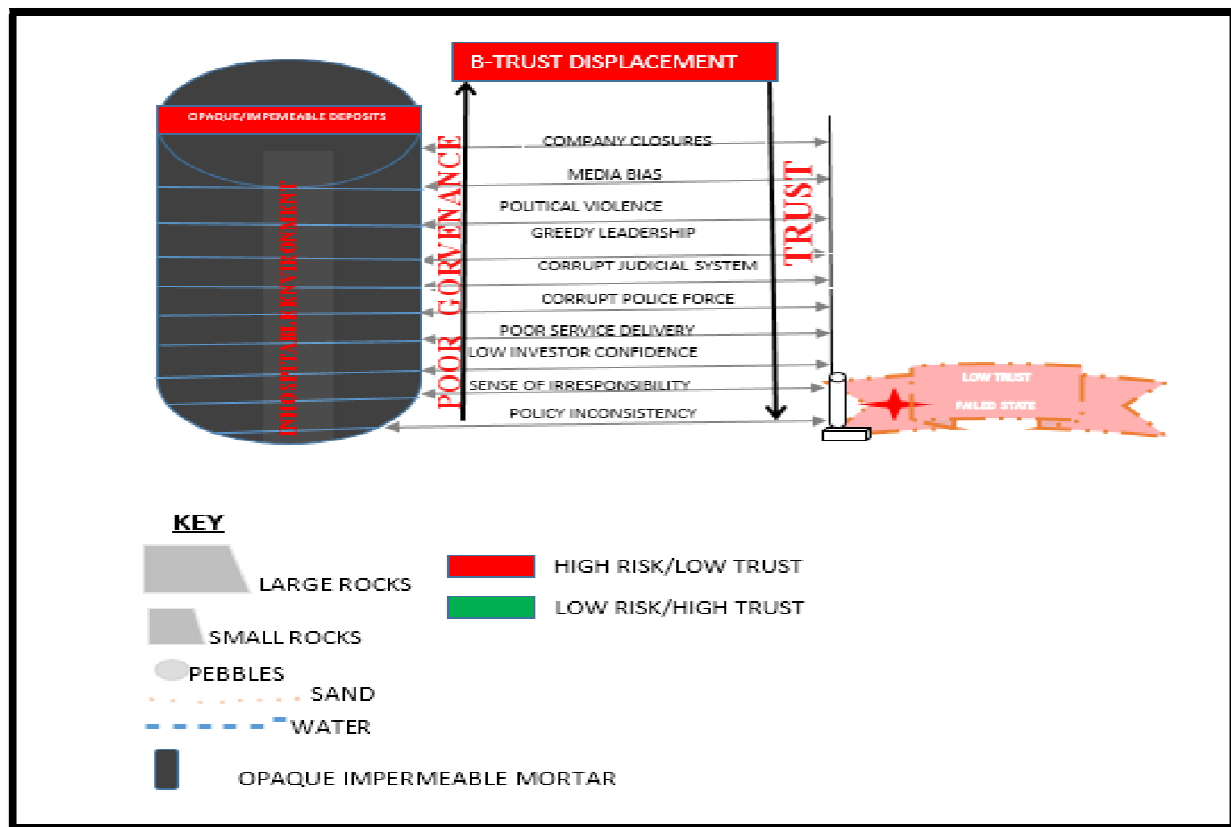 B-TRUST DISPLACEMENT
OPAQUE/IMPEMEABLE DEPOSITS
INHOSPITABLE ENVIRONMENT
POOR GORVENANCE
COMPANY CLOSURES
MEDIA BIAS
POLITICAL VIOLENCE
GREEDY LEADERSHIP
CORRUPT JUDICIAL SYSTEM
CORRUPT POLICE FORCE
POOR SERVICE DELIVERY
LOW INVESTOR CONFIDENCE
SENSE OF IRRESPONSIBILITY
POLICY INCONSISTENCY
TRUST
LOW TRUST
FAILED STATE
KEY
LARGE ROCKS
SMALL ROCKS
PEBBLES
SAND
WATER
OPAQUE IMPERMEABLE MORTAR
HIGH RISK/LOW TRUST
LOW RISK/HIGH TRUST